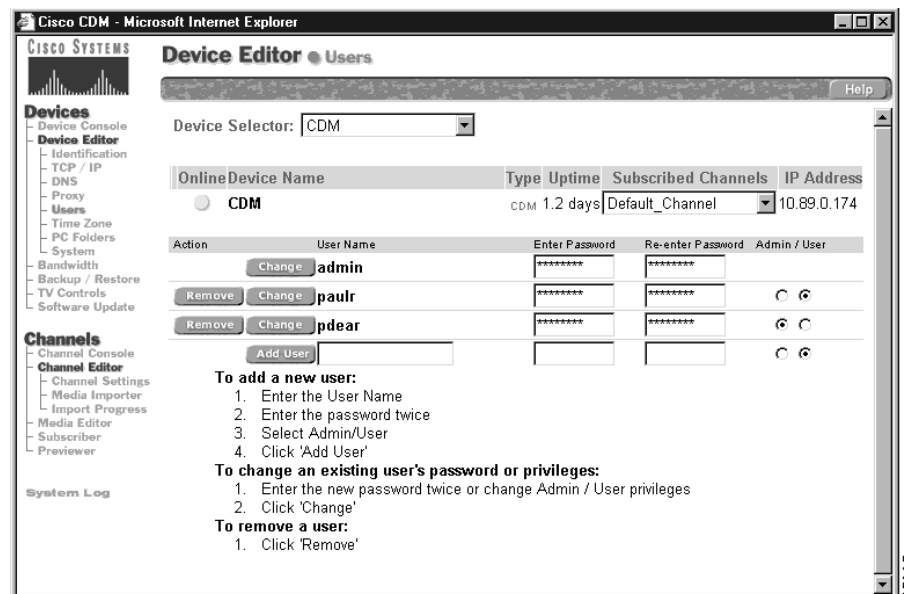 Cisco CDM - Microsoft Internet Explorer
CISCO SYSTEMS
Device Editor Users
Help
Devices
Device Console
Device Editor
Identification
TCP / IP
DNS
Proxy
Users
Time Zone
PC Folders
System
Bandwidth
Backup / Restore
TV Controls
Software Update
Channels
Channel Console
Channel Editor
Channel Settings
Media Importer
Import Progress
Media Editor
Subscriber
Previewer
System Log
Device Selector: CDM
Online Device Name Type Uptime Subscribed Channels IP Address
CDM CDM 1.2 days Default_Channel 10.89.0.174
Action User Name Enter Password Re-enter Password Admin / User
Change admin ******** ********
Remove Change paulr ******** ********
Remove Change pdear ******** ********
Add User
To add a new user:
1. Enter the User Name
2. Enter the password twice
3. Select Admin/User
4. Click 'Add User'
To change an existing user's password or privileges:
1. Enter the new password twice or change Admin / User privileges
2. Click 'Change'
To remove a user:
1. Click 'Remove'